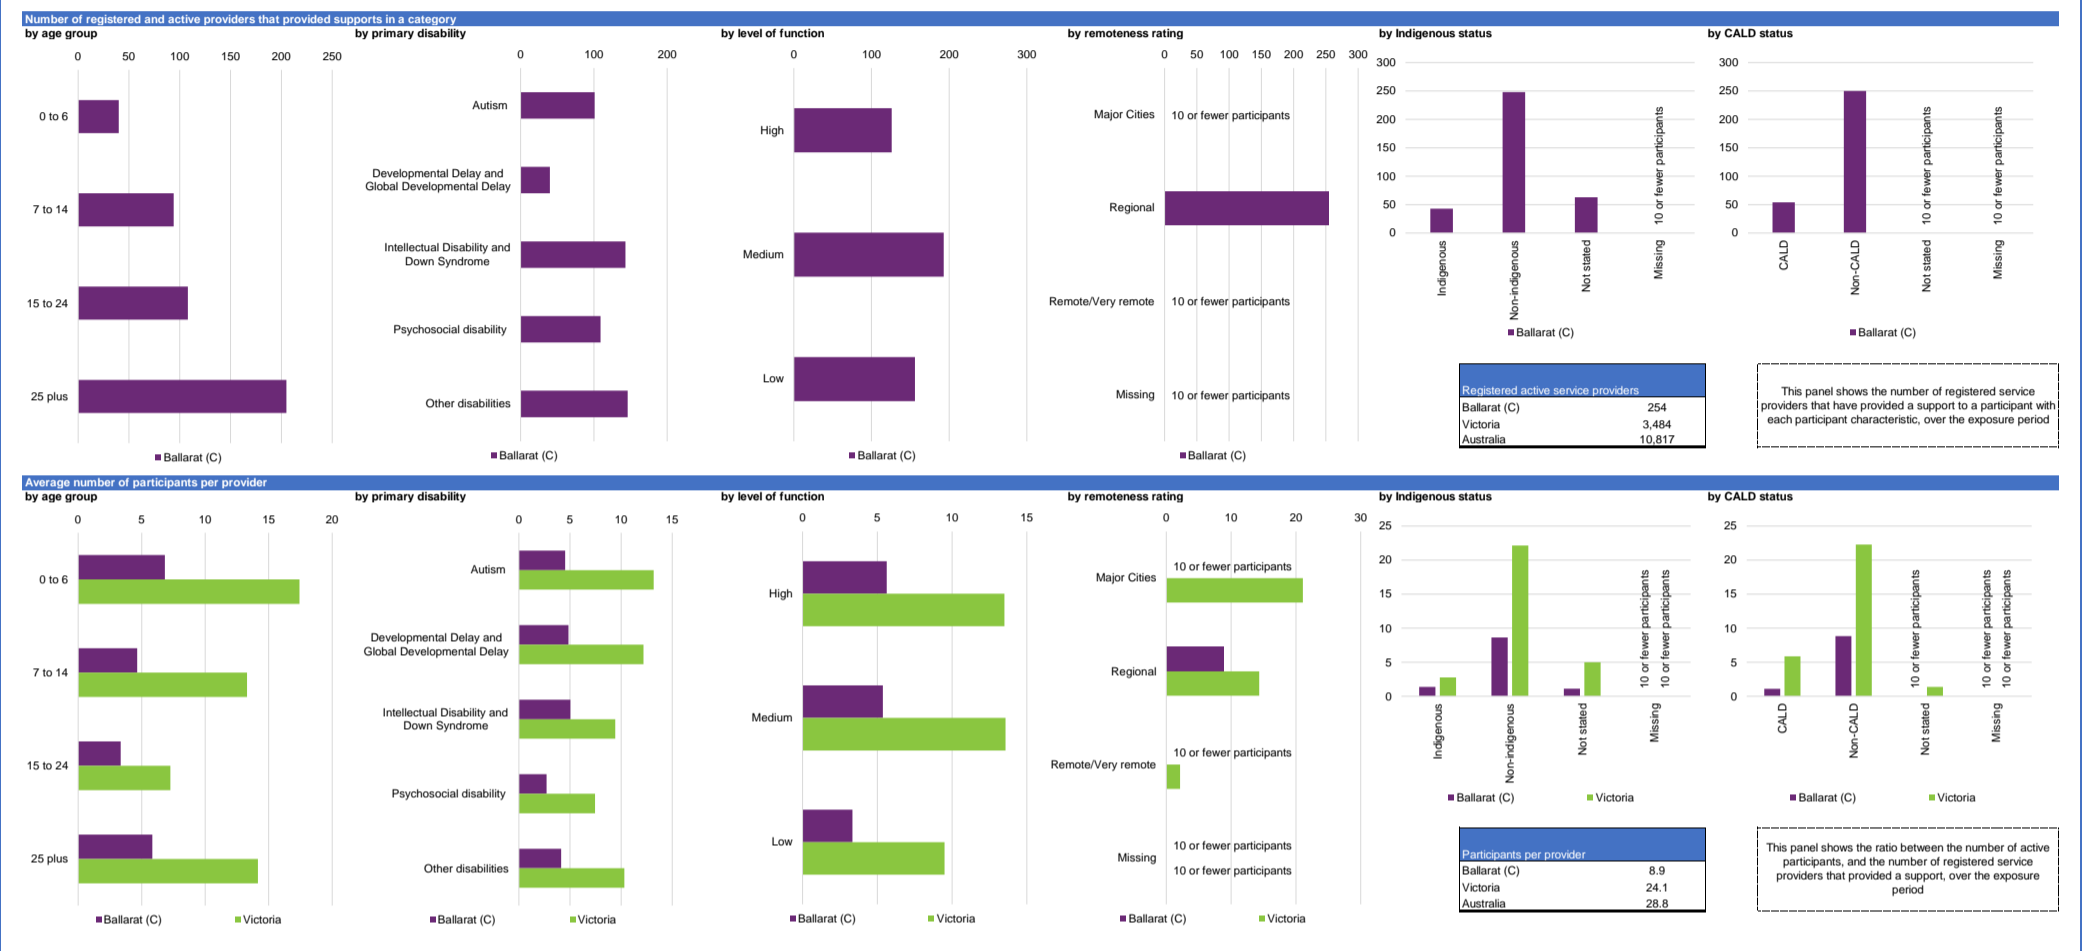 Number of registered and active providers that provided supports in a category
by age group
0 50 100 150 200 250
0 to 6
7 to 14
15 to 24
25 plus
Ballarat (C)
by primary disability
0 100 200
Autism
Developmental Delay and
Global Developmental Delay
Intellectual Disability and
Down Syndrome
Psychosocial disability
Other disabilities
Ballarat (C)
by level of function
0 100 200 300
High
Medium
Low
Ballarat (C)
by remoteness rating
0 50 100 150 200 250 300
Major Cities 10 or fewer participants
Regional
Remote/Very remote 10 or fewer participants
Missing 10 or fewer participants
Ballarat (C)
by Indigenous status
300
250
200
150
100
50
0
10 or fewer participants
Indigenous
Non-indigenous
Not stated
Missing
Ballarat (C)
by CALD status
300
250
200
150
100
50
0
10 or fewer participants
10 or fewer participants
CALD
Non-CALD
Not stated
Missing
Ballarat (C)
Registered active service providers
Ballarat (C) 254
Victoria 3,484
Australia 10,817
This panel shows the number of registered service
providers that have provided a support to a participant with
each participant characteristic, over the exposure period
Average number of participants per provider
by age group
0 5 10 15 20
0 to 6
7 to 14
15 to 24
25 plus
Ballarat (C) Victoria
by primary disability
0 5 10 15
Autism
Developmental Delay and
Global Developmental Delay
Intellectual Disability and
Down Syndrome
Psychosocial disability
Other disabilities
Ballarat (C) Victoria
by level of function
0 5 10 15
High
Medium
Low
Ballarat (C) Victoria
by remoteness rating
0 10 20 30
10 or fewer participants
Major Cities
Regional
10 or fewer participants
Remote/Very remote
10 or fewer participants
Missing
10 or fewer participants
Ballarat (C) Victoria
by Indigenous status
25
20
15
10
5
0
10 or fewer participants
10 or fewer participants
Indigenous
Non-indigenous
Not stated
Missing
Ballarat (C) Victoria
by CALD status
25
20
15
10
5
0
10 or fewer participants
10 or fewer participants
10 or fewer participants
CALD
Non-CALD
Not stated
Missing
Ballarat (C) Victoria
Participants per provider
Ballarat (C) 8.9
Victoria 24.1
Australia 28.8
This panel shows the ratio between the number of active
participants, and the number of registered service
providers that provided a support, over the exposure
period